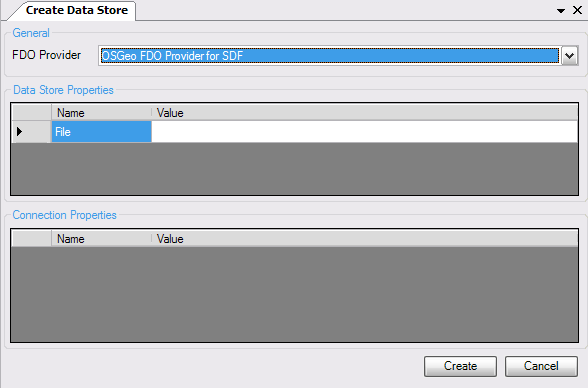 Create Data Store
General
FDO Provider OSGeo FDO Provider for SDF
Data Store Properties
Name Value
File
Connection Properties
Name Value
Create Cancel